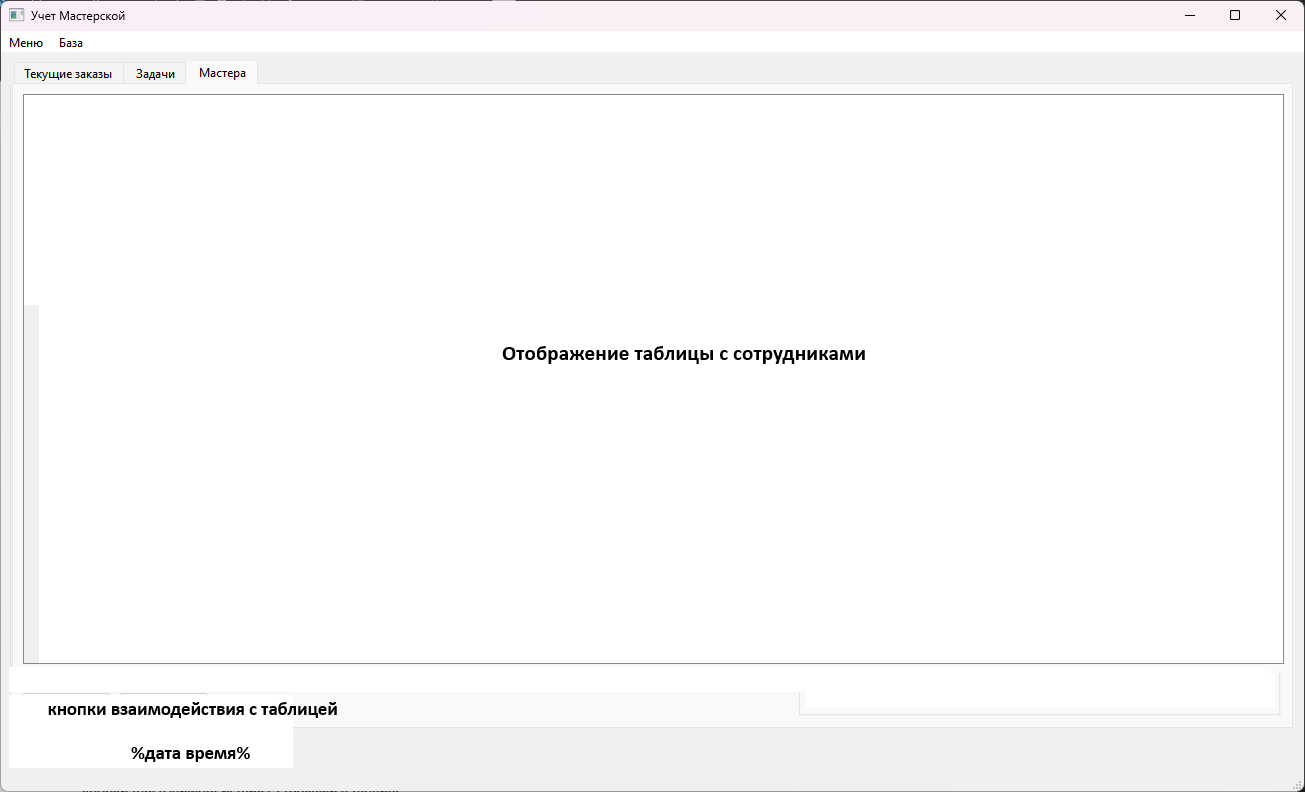 Учет Мастерской
Меню База
Текущие заказы Задачи Мастера
Отображение таблицы с сотрудниками
кнопки взаимодействия с таблицей
%дата время%